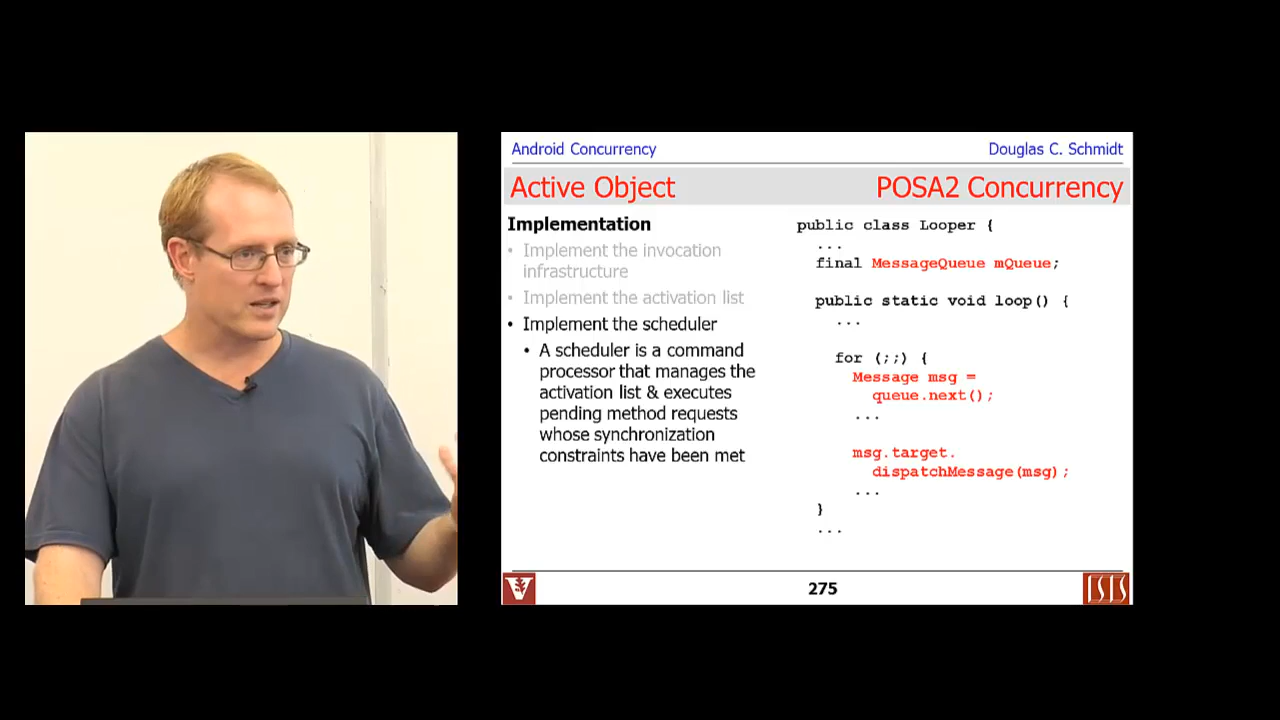 Android Concurrency
Douglas C. Schmidt
Active Object
POSA2 Concurrency
Implementation
• Implement the invocation
infrastructure
• Implement the activation list
• Implement the scheduler
• A scheduler is a command
processor that manages the
activation list & executes
pending method requests
whose synchronization
constraints have been met
public class Looper {
...
final MessageQueue mQueue;
public static void loop() {
...
for (;;) {
Message msg =
queue.next();
...
msg.target.
dispatchMessage(msg);
...
}
...
V
275
ISIS